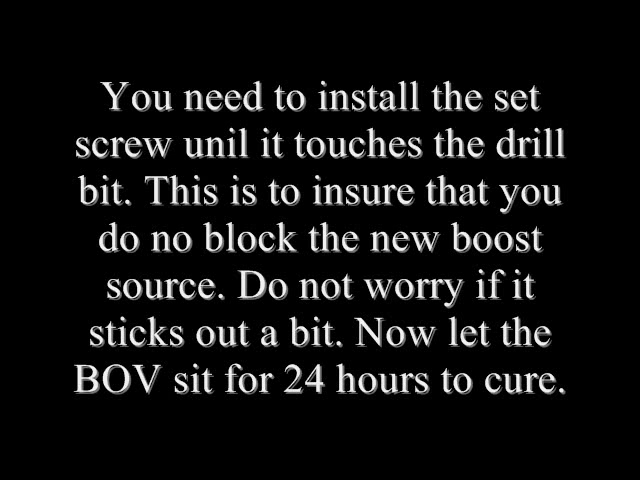 You need to install the set
screw unil it touches the drill
bit. This is to insure that you
do no block the new boost
source. Do not worry if it
sticks out a bit. Now let the
BOV sit for 24 hours to cure.